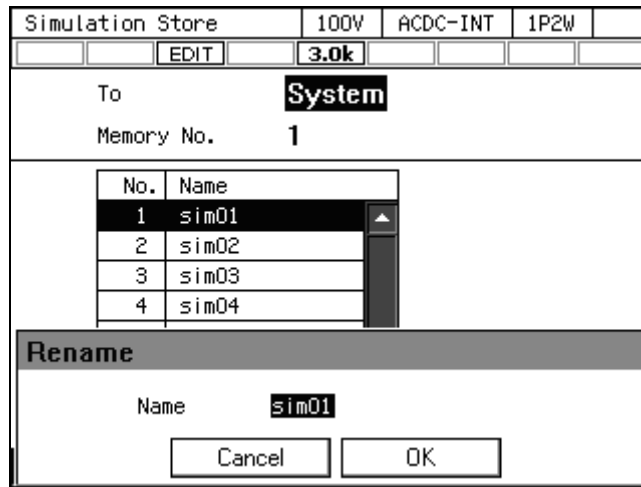 Simulation Store 100V ACDC-INT 1P2W
EDIT 3.0k
To System
Memory No. 1
No. Name
1 sim01
2 sim02
3 sim03
4 sim04
Rename
Name sim01
Cancel OK